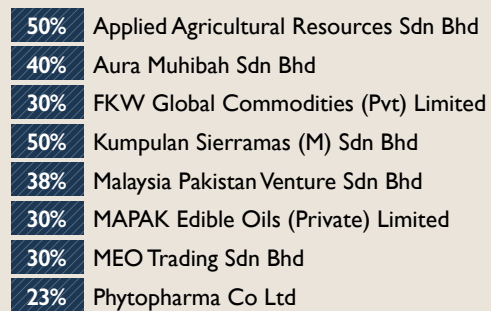 50% Applied Agricultural Resources Sdn Bhd
40% Aura Muhibah Sdn Bhd
30% FKW Global Commodities (Pvt) Limited
50% Kumpulan Sierramas (M) Sdn Bhd
38% Malaysia Pakistan Venture Sdn Bhd
30% MAPAK Edible Oils (Private) Limited
30% MEO Trading Sdn Bhd
23% Phytopharma Co Ltd